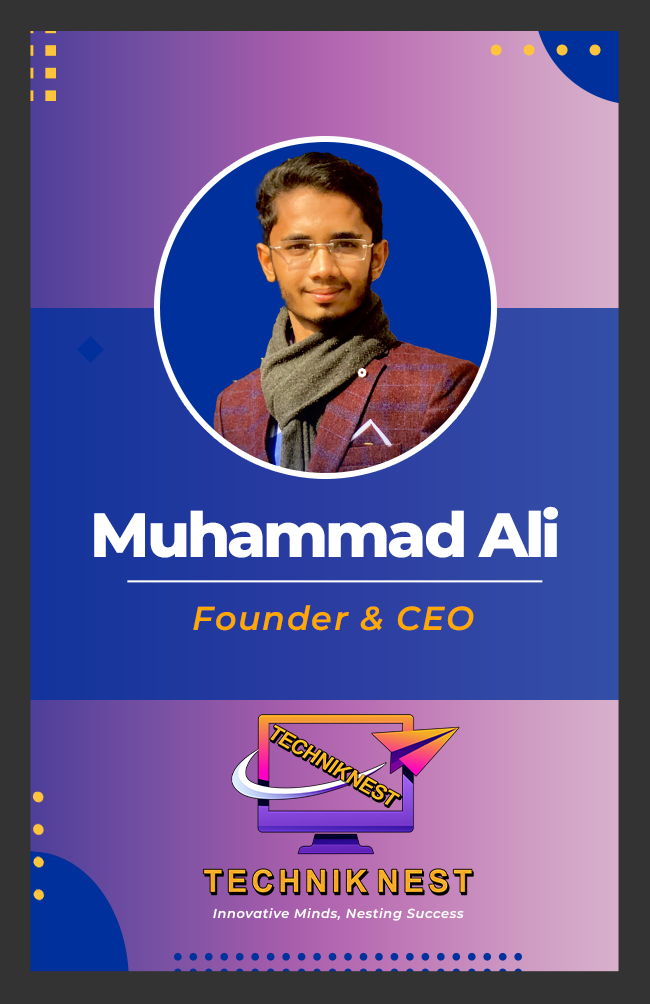 Muhammad Ali
Founder & CEO
TECHNIKNEST
TECHNIK NEST
Innovative Minds, Nesting Success